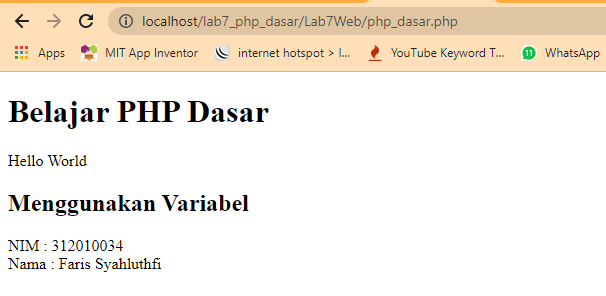 localhost/lab7_php_dasar/Lab7Web/php_dasar.php
Apps MIT App Inventor internet hotspot > I... YouTube Keyword T... 11 WhatsApp
Belajar PHP Dasar
Hello World
Menggunakan Variabel
NIM : 312010034
Nama : Faris Syahluthfi